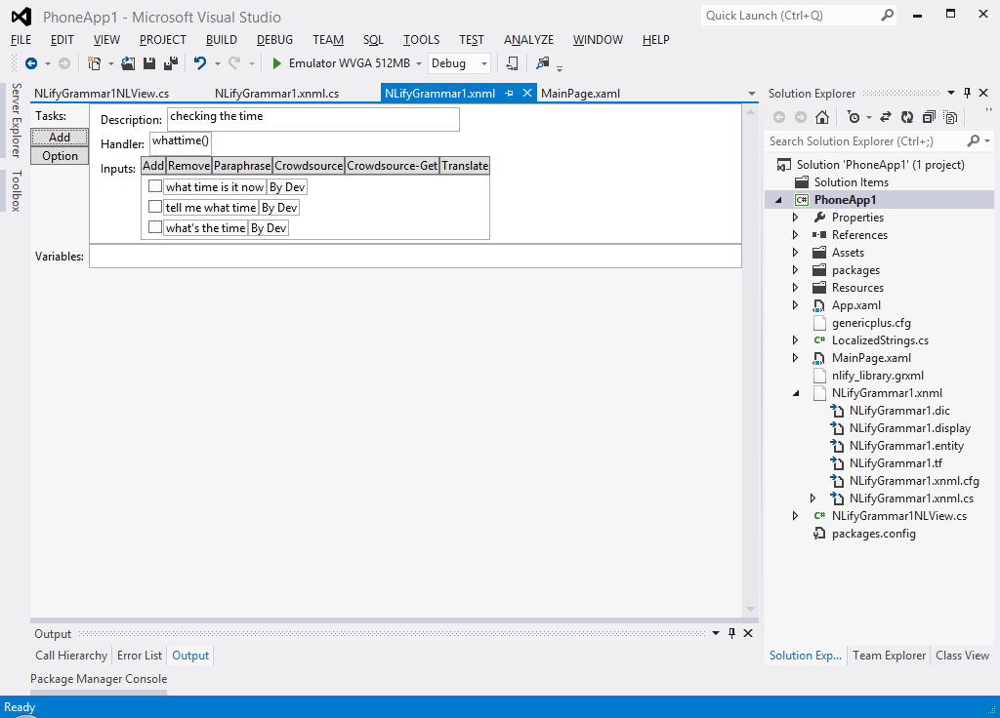 PhoneApp1 - Microsoft Visual Studio
Quick Launch (Ctrl+Q)
FILE EDIT VIEW PROJECT BUILD DEBUG TEAM SQL TOOLS TEST ANALYZE WINDOW HELP
Emulator WVGA 512MB Debug
Server Explorer
Toolbox
NLifyGrammar1NLView.cs NLifyGrammar1.xnml.cs NLifyGrammar1.xnml MainPage.xaml
Tasks:
Add
Option
Description: checking the time
Handler: whattime()
Inputs: Add Remove Paraphrase Crowdsource Crowdsource-Get Translate
what time is it now By Dev
tell me what time By Dev
what's the time By Dev
Variables:
Solution Explorer
Search Solution Explorer (Ctrl+;)
Solution 'PhoneApp1' (1 project)
Solution Items
C# PhoneApp1
Properties
References
Assets
packages
Resources
App.xaml
genericplus.cfg
C# LocalizedStrings.cs
MainPage.xaml
nlify_library.grxml
NLifyGrammar1.xnml
NLifyGrammar1.dic
NLifyGrammar1.display
NLifyGrammar1.entity
NLifyGrammar1.tf
NLifyGrammar1.xnml.cfg
NLifyGrammar1.xnml.cs
C# NLifyGrammar1NLView.cs
packages.config
Solution Exp... Team Explorer Class View
Output
Call Hierarchy Error List Output
Package Manager Console
Ready